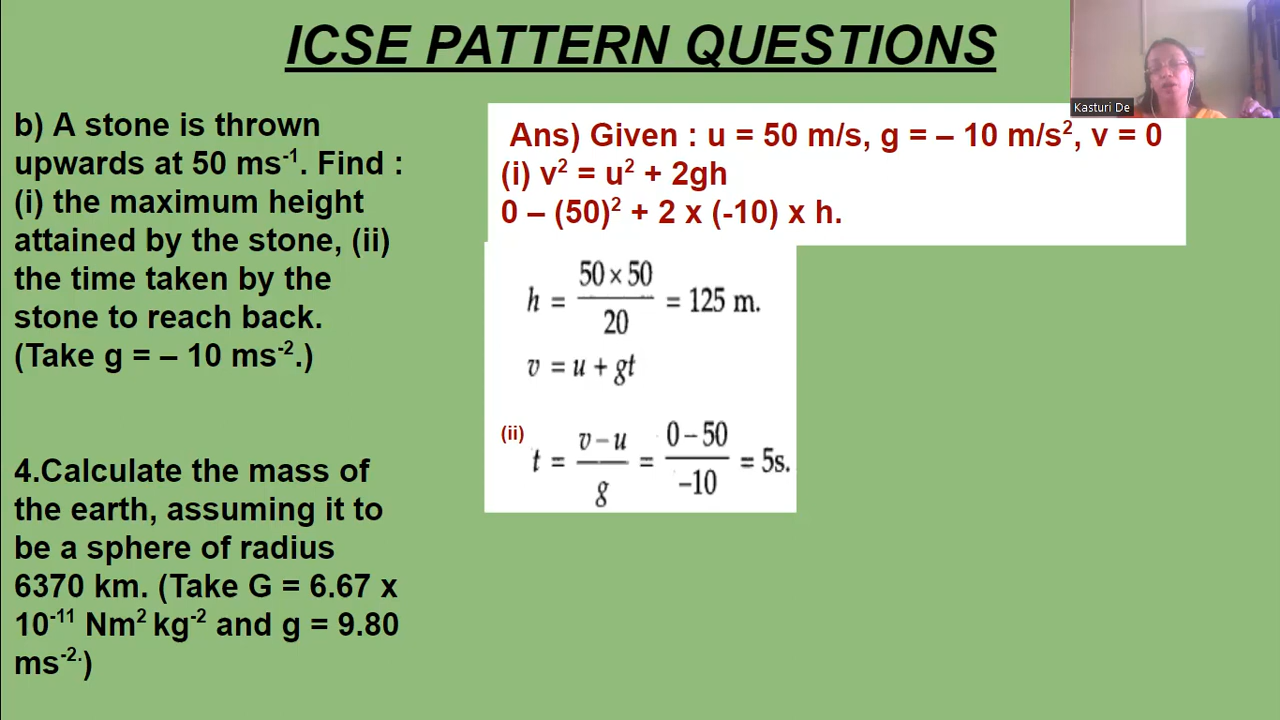 ICSE PATTERN QUESTIONS
Kasturi De
b) A stone is thrown
upwards at 50 ms⁻¹. Find :
(i) the maximum height
attained by the stone, (ii)
the time taken by the
stone to reach back.
(Take g = – 10 ms⁻².)
4.Calculate the mass of
the earth, assuming it to
be a sphere of radius
6370 km. (Take G = 6.67 x
10⁻¹¹ Nm² kg⁻² and g = 9.80
ms⁻²·)
Ans) Given : u = 50 m/s, g = – 10 m/s², v = 0
(i) v² = u² + 2gh
0 – (50)² + 2 x (-10) x h.
h = 50 × 50 / 20 = 125 m.
v = u + gt
(ii) t = v – u / g = 0 – 50 / –10 = 5s.